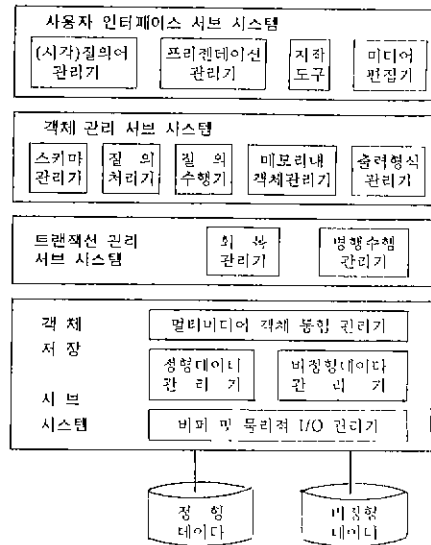 사용자 인터페이스 서브 시스템
(시각)질의어
관리기
프리젠테이션
관리기
저작
도구
미디어
편집기
객체 관리 서브 시스템
스키마
관리기
질 의
처리기
질 의
수행기
메모리내
객체관리기
출력형식
관리기
트랜잭션 관리
서브 시스템
회 복
관리기
병행수행
관리기
객 체
저 장
서 브
시스템
멀티미디어 객체 통합 관리기
정형데이타
관 리 기
비정형데이타
관 리 기
버퍼 및 물리적 I/O 관리기
정 형
데이타
비정형
데이타